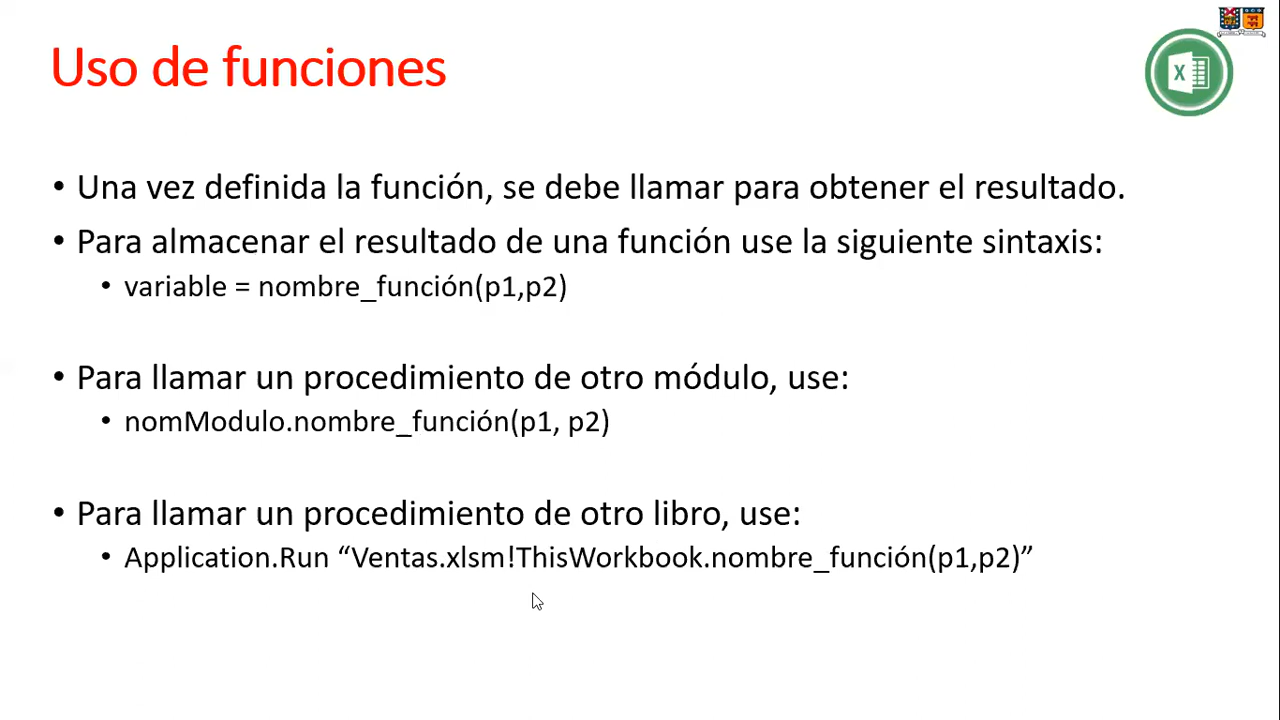 Uso de funciones
• Una vez definida la función, se debe llamar para obtener el resultado.
• Para almacenar el resultado de una función use la siguiente sintaxis:
• variable = nombre_función(p1,p2)
• Para llamar un procedimiento de otro módulo, use:
• nomModulo.nombre_función(p1, p2)
• Para llamar un procedimiento de otro libro, use:
• Application.Run “Ventas.xlsm!ThisWorkbook.nombre_función(p1,p2)”